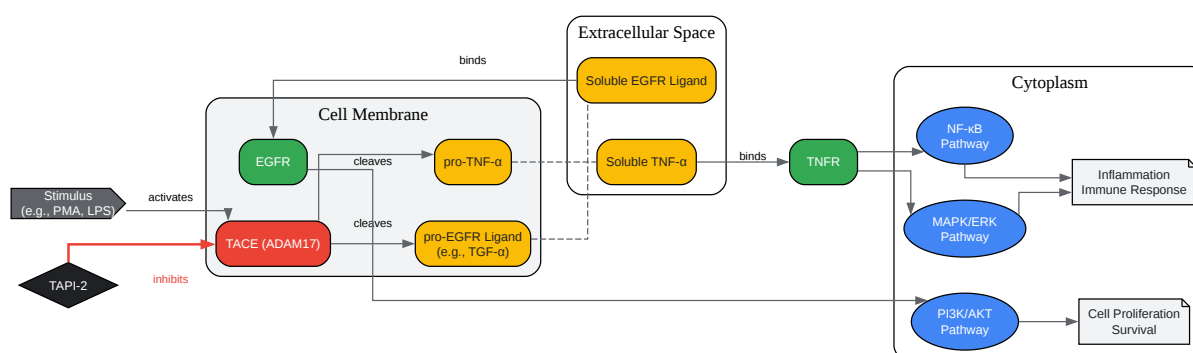 Extracellular Space
binds
Soluble EGFR Ligand
Cytoplasm
Cell Membrane
NF-κB
Pathway
EGFR
cleaves
pro-TNF-α
Soluble TNF-α
binds
TNFR
Inflammation
Immune Response
Stimulus
(e.g., PMA, LPS)
activates
TACE (ADAM17)
cleaves
pro-EGFR Ligand
(e.g., TGF-α)
MAPK/ERK
Pathway
TAPI-2
inhibits
PI3K/AKT
Pathway
Cell Proliferation
Survival